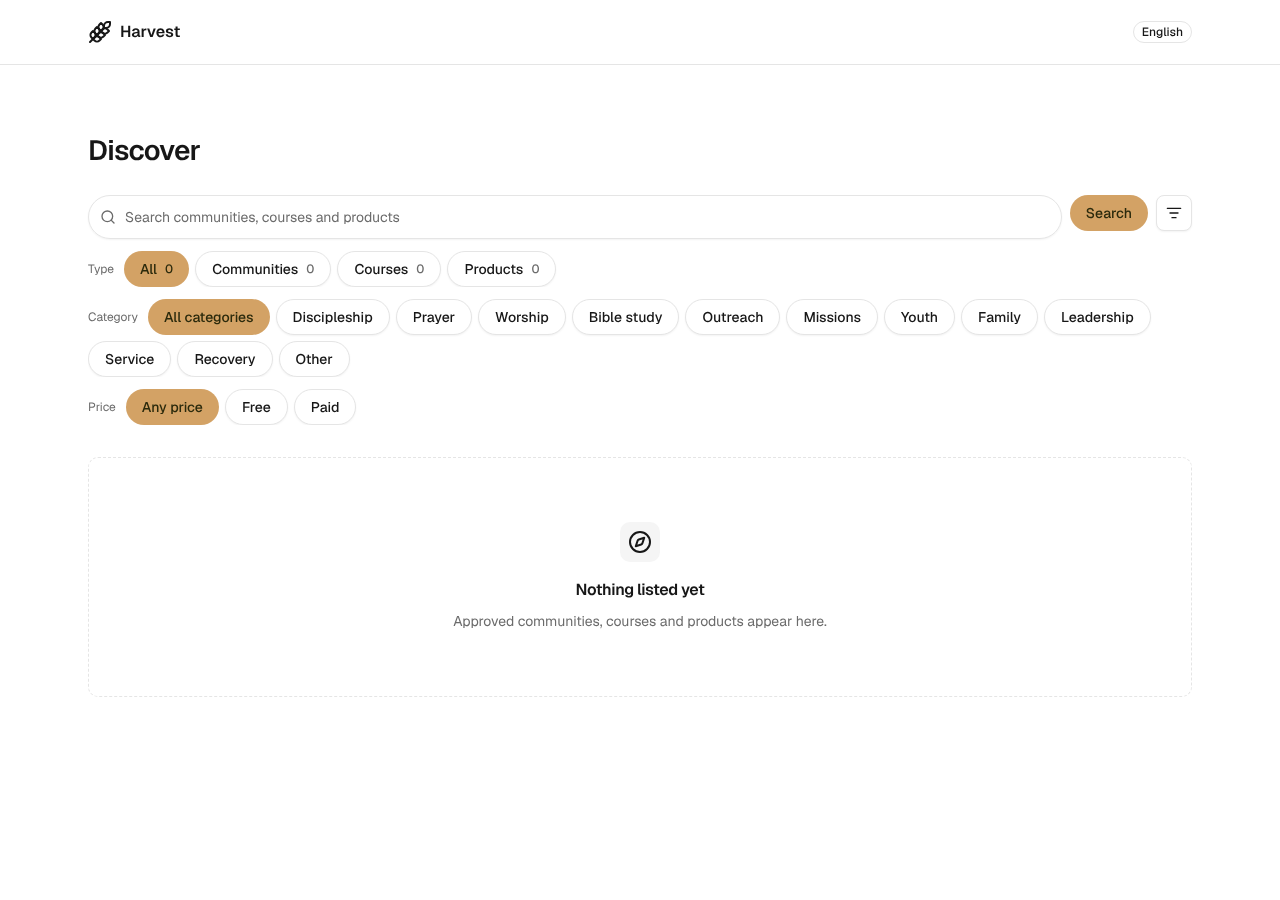 Harvest
English
Discover
Search communities, courses and products
Search
Type All 0 Communities 0 Courses 0 Products 0
Category All categories Discipleship Prayer Worship Bible study Outreach Missions Youth Family Leadership
Service Recovery Other
Price Any price Free Paid
Nothing listed yet
Approved communities, courses and products appear here.